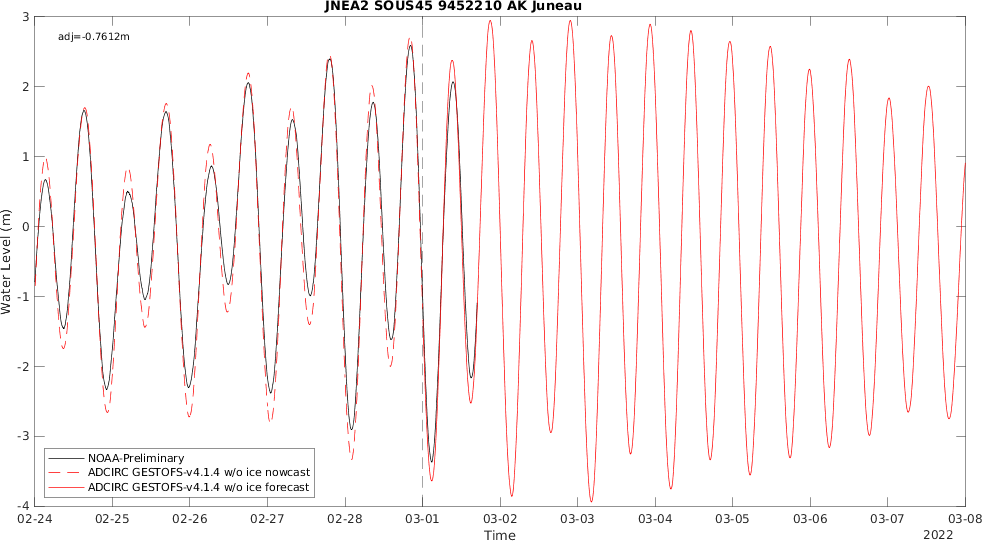 JNEA2 SOUS45 9452210 AK Juneau
adj=-0.7612m
3
2
1
0
-1
-2
-3
-4
Water Level (m)
NOAA-Preliminary
ADCIRC GESTOFS-v4.1.4 w/o ice nowcast
ADCIRC GESTOFS-v4.1.4 w/o ice forecast
02-24 02-25 02-26 02-27 02-28 03-01 03-02 03-03 03-04 03-05 03-06 03-07 03-08
Time
2022